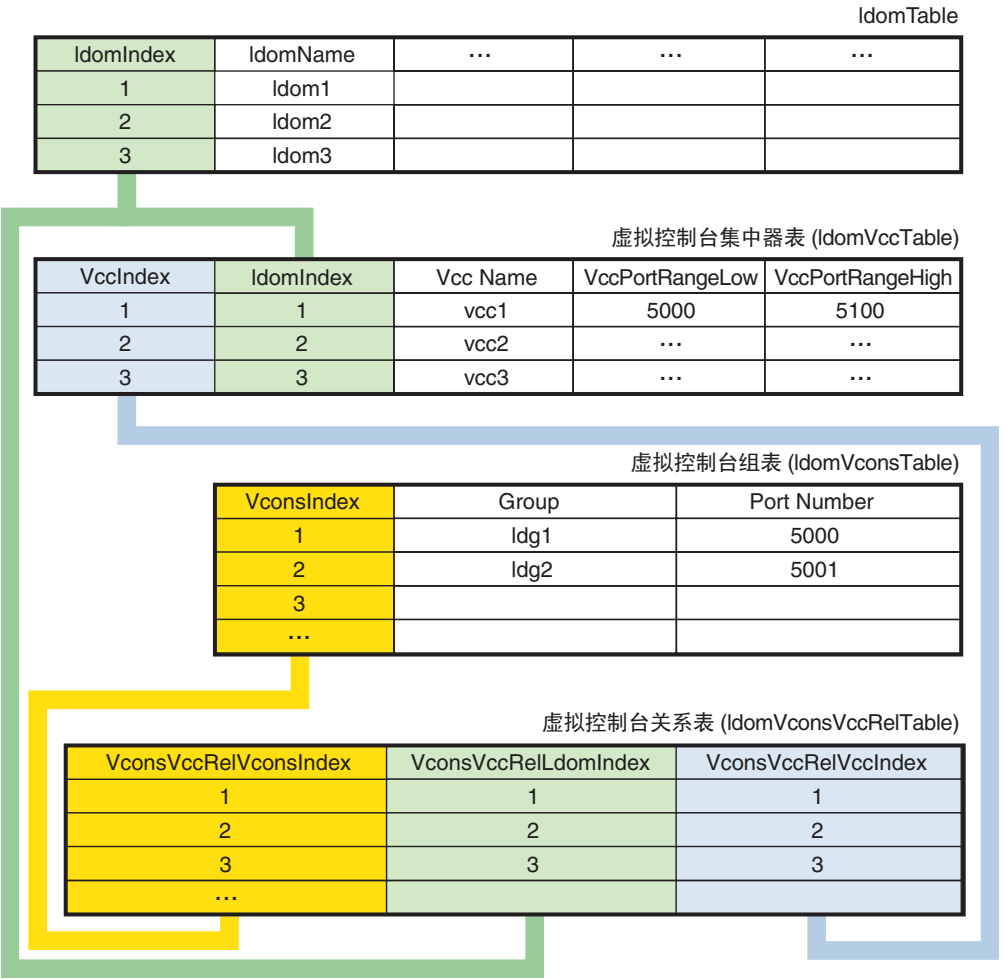 ldomTable
ldomIndex ldomName ... ... ...
1 ldom1
2 ldom2
3 ldom3
虚拟控制台集中器表 (ldomVccTable)
VccIndex ldomIndex Vcc Name VccPortRangeLow VccPortRangeHigh
1 1 vcc1 5000 5100
2 2 vcc2 ... ...
3 3 vcc3 ... ...
虚拟控制台组表 (ldomVconsTable)
VconsIndex Group Port Number
1 ldg1 5000
2 ldg2 5001
3
...
虚拟控制台关系表 (ldomVconsVccRelTable)
VconsVccRelVconsIndex VconsVccRelLdomIndex VconsVccRelVccIndex
1 1 1
2 2 2
3 3 3
...